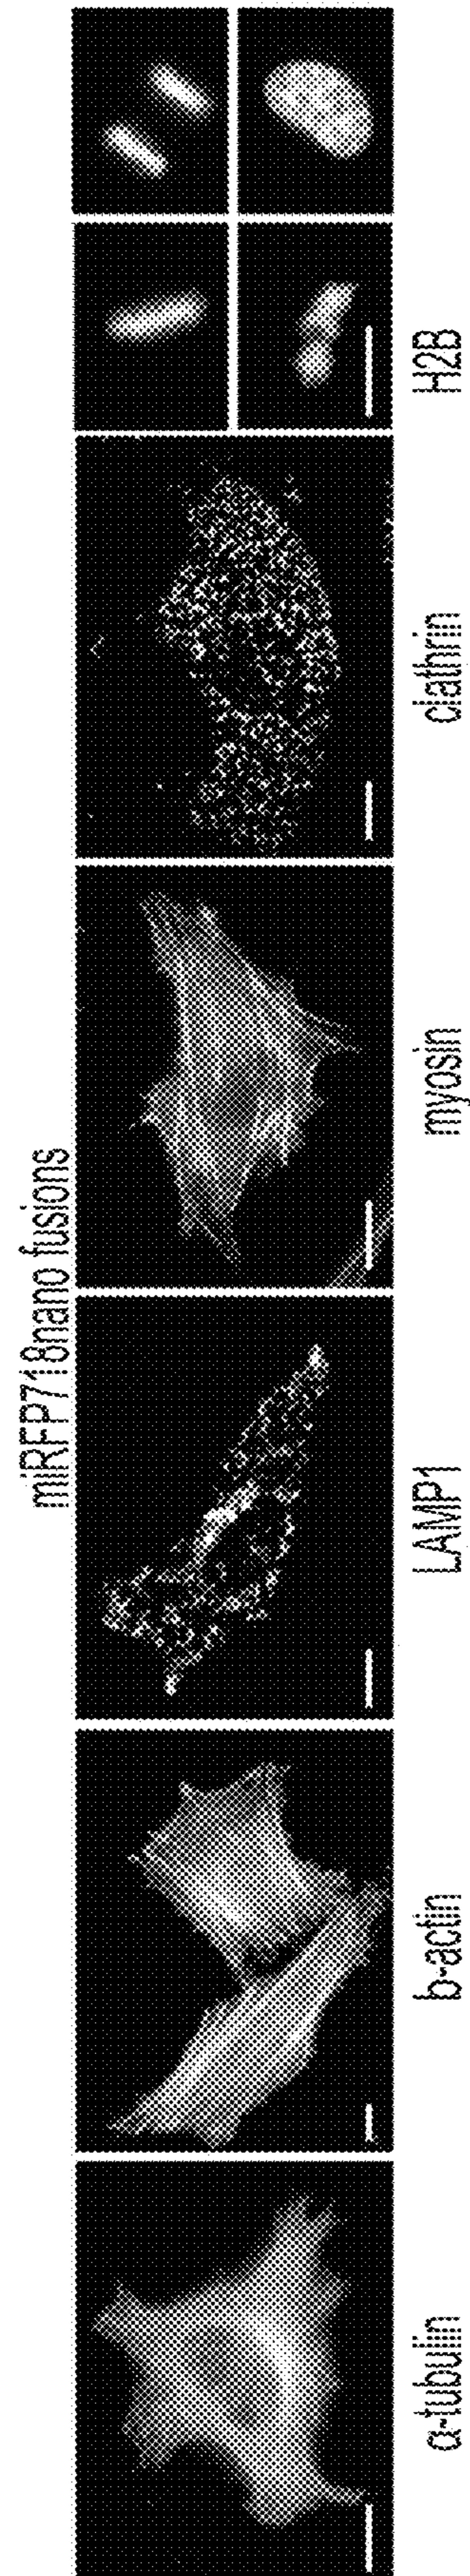 miRFP718nano fusions
α-tubulin
b-actin
LAMP1
myosin
clathrin
H2B